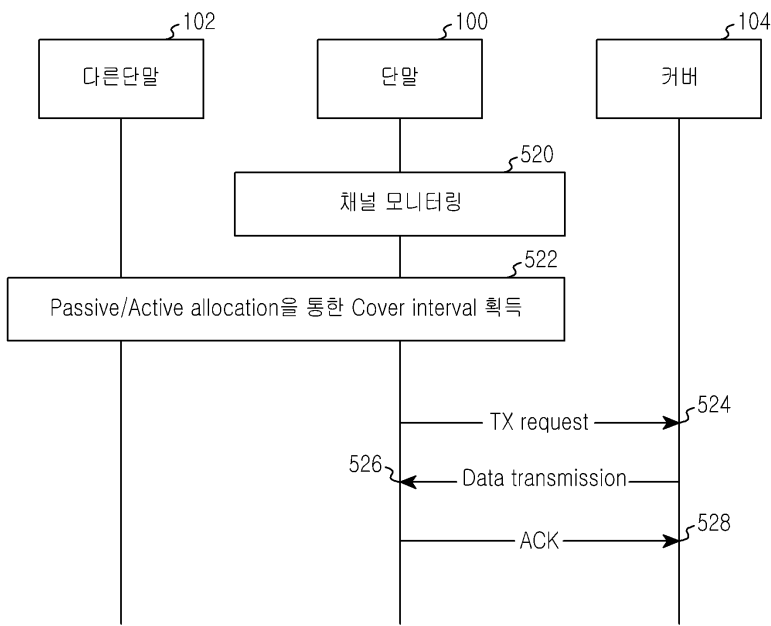 102
100
104
다른단말
단말
커버
520
채널 모니터링
522
Passive/Active allocation을 통한 Cover interval 획득
524
TX request
526
Data transmission
528
ACK